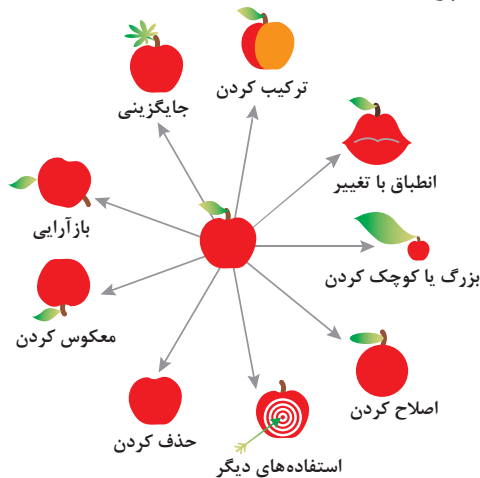 ترکیب کردن
جایگزینی
انطباق با تغییر
بازآرایی
بزرگ یا کوچک کردن
معکوس کردن
اصلاح کردن
حذف کردن
استفاده‌های دیگر